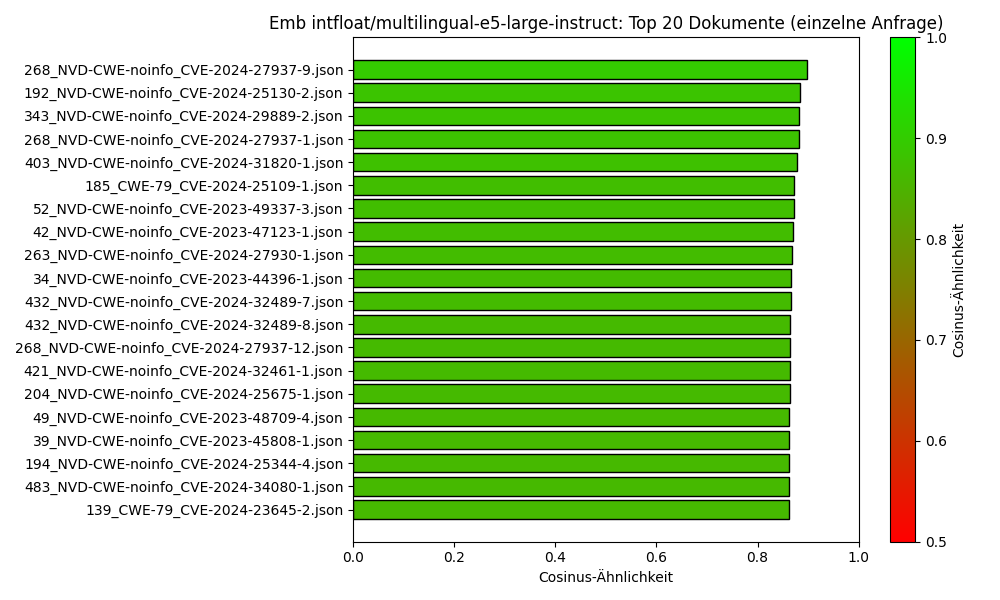 Emb intfloat/multilingual-e5-large-instruct: Top 20 Dokumente (einzelne Anfrage)
268_NVD-CWE-noinfo_CVE-2024-27937-9.json
192_NVD-CWE-noinfo_CVE-2024-25130-2.json
343_NVD-CWE-noinfo_CVE-2024-29889-2.json
268_NVD-CWE-noinfo_CVE-2024-27937-1.json
403_NVD-CWE-noinfo_CVE-2024-31820-1.json
185_CWE-79_CVE-2024-25109-1.json
52_NVD-CWE-noinfo_CVE-2023-49337-3.json
42_NVD-CWE-noinfo_CVE-2023-47123-1.json
263_NVD-CWE-noinfo_CVE-2024-27930-1.json
34_NVD-CWE-noinfo_CVE-2023-44396-1.json
432_NVD-CWE-noinfo_CVE-2024-32489-7.json
432_NVD-CWE-noinfo_CVE-2024-32489-8.json
268_NVD-CWE-noinfo_CVE-2024-27937-12.json
421_NVD-CWE-noinfo_CVE-2024-32461-1.json
204_NVD-CWE-noinfo_CVE-2024-25675-1.json
49_NVD-CWE-noinfo_CVE-2023-48709-4.json
39_NVD-CWE-noinfo_CVE-2023-45808-1.json
194_NVD-CWE-noinfo_CVE-2024-25344-4.json
483_NVD-CWE-noinfo_CVE-2024-34080-1.json
139_CWE-79_CVE-2024-23645-2.json
0.0 0.2 0.4 0.6 0.8 1.0
Cosinus-Ähnlichkeit
1.0
0.9
0.8
0.7
0.6
0.5
Cosinus-Ähnlichkeit